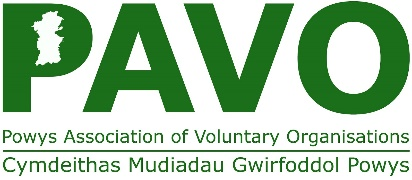 PAVO
Powys Association of Voluntary Organisations
Cymdeithas Mudiadau Gwirfoddol Powys